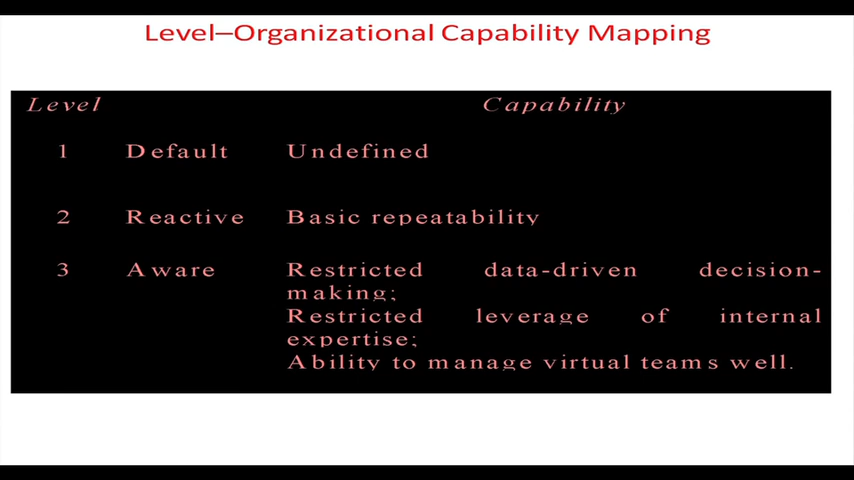 Level–Organizational Capability Mapping
Level Capability
1 Default Undefined
2 Reactive Basic repeatability
3 Aware Restricted data-driven decision-
making;
Restricted leverage of internal
expertise;
Ability to manage virtual teams well.